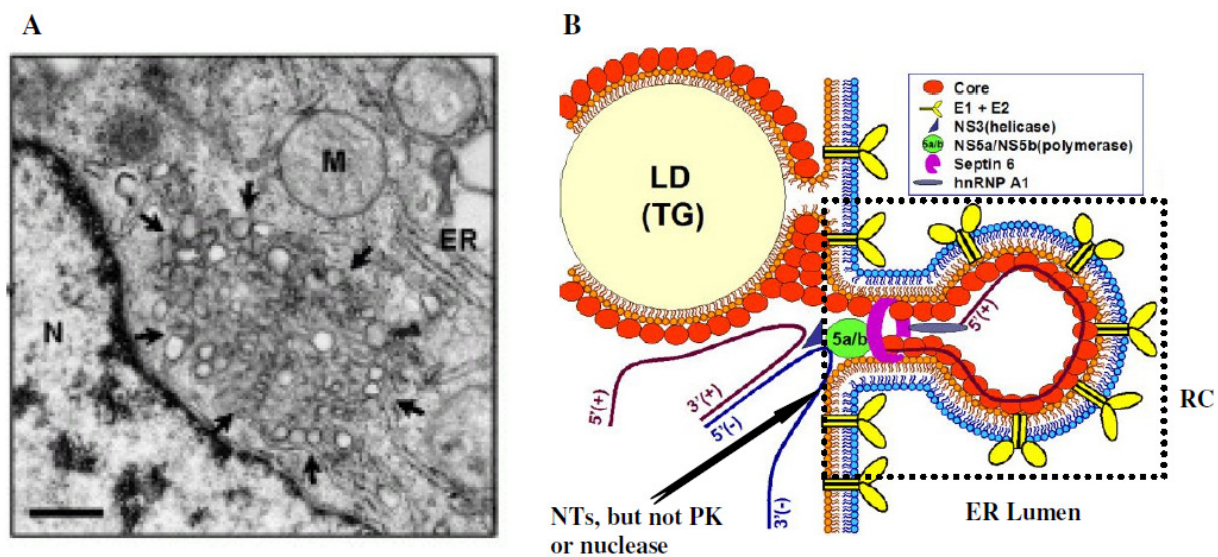 A
M
ER
N
B
Core
E1 + E2
NS3(helicase)
5a/b NS5a/NS5b(polymerase)
Septin 6
hnRNP A1
LD
(TG)
5a/b
5'(+)
5'(+)
3'(+)
5'(-)
3'(-)
RC
NTs, but not PK
or nuclease
ER Lumen